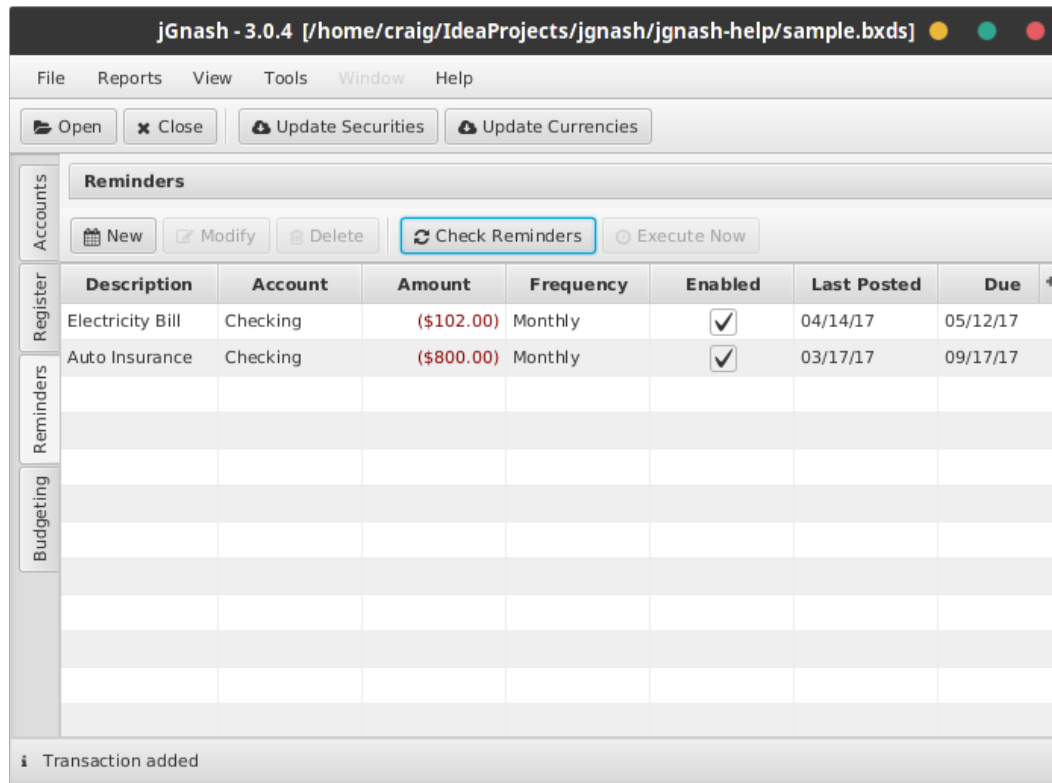 jGnash - 3.0.4 [/home/craig/IdeaProjects/jgnash/jgnash-help/sample.bxds]
File Reports View Tools Window Help
Open Close Update Securities Update Currencies
Accounts
Register
Reminders
Budgeting
Reminders
New Modify Delete Check Reminders Execute Now
Description Account Amount Frequency Enabled Last Posted Due
Electricity Bill Checking ($102.00) Monthly 04/14/17 05/12/17
Auto Insurance Checking ($800.00) Monthly 03/17/17 09/17/17
Transaction added